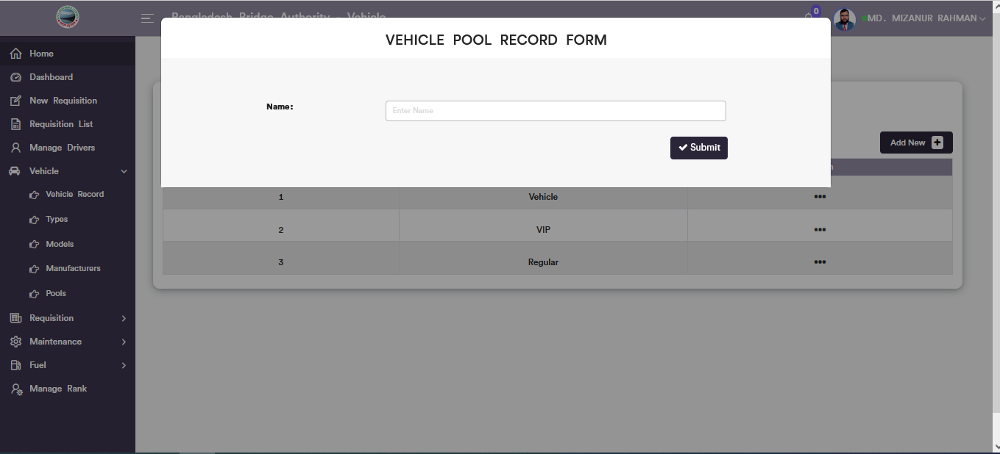 Bangladesh Bridge Authority - Vehicle
0
MD. MIZANUR RAHMAN
VEHICLE POOL RECORD FORM
Name:
Enter Name
Submit
Home
Dashboard
New Requisition
Requisition List
Manage Drivers
Vehicle
Vehicle Record
Types
Models
Manufacturers
Pools
Requisition
Maintenance
Fuel
Manage Rank
Add New
1 Vehicle
2 VIP
3 Regular